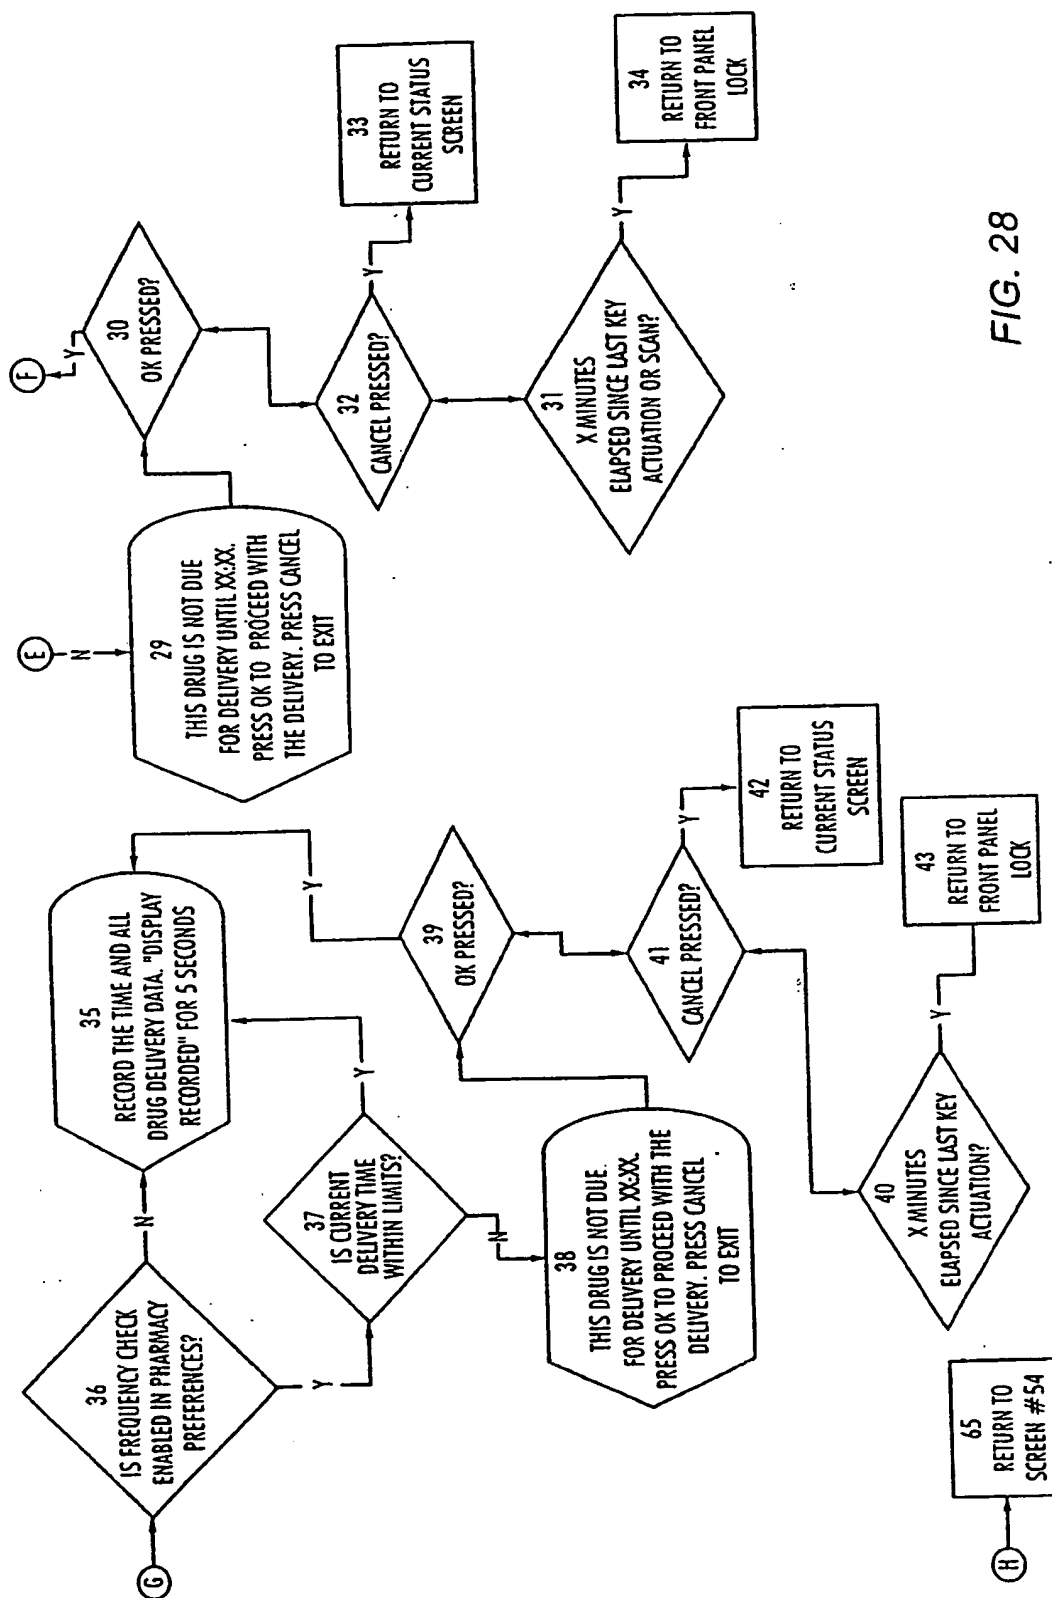 G
36
IS FREQUENCY CHECK
ENABLED IN PHARMACY
PREFERENCES?
N
Y
35
RECORD THE TIME AND ALL
DRUG DELIVERY DATA. "DISPLAY
RECORDED" FOR 5 SECONDS
37
IS CURRENT
DELIVERY TIME
WITHIN LIMITS?
Y
N
38
THIS DRUG IS NOT DUE.
FOR DELIVERY UNTIL XX:XX.
PRESS OK TO PROCEED WITH THE
DELIVERY. PRESS CANCEL
TO EXIT
39
OK PRESSED?
Y
41
CANCEL PRESSED?
Y
42
RETURN TO
CURRENT STATUS
SCREEN
40
X MINUTES
ELAPSED SINCE LAST KEY
ACTUATION?
Y
43
RETURN TO
FRONT PANEL
LOCK
H
65
RETURN TO
SCREEN #54
E
N
29
THIS DRUG IS NOT DUE
FOR DELIVERY UNTIL XX:XX.
PRESS OK TO PROCEED WITH
THE DELIVERY. PRESS CANCEL
TO EXIT
30
OK PRESSED?
Y
F
32
CANCEL PRESSED?
Y
33
RETURN TO
CURRENT STATUS
SCREEN
31
X MINUTES
ELAPSED SINCE LAST KEY
ACTUATION OR SCAN?
Y
34
RETURN TO
FRONT PANEL
LOCK
FIG. 28